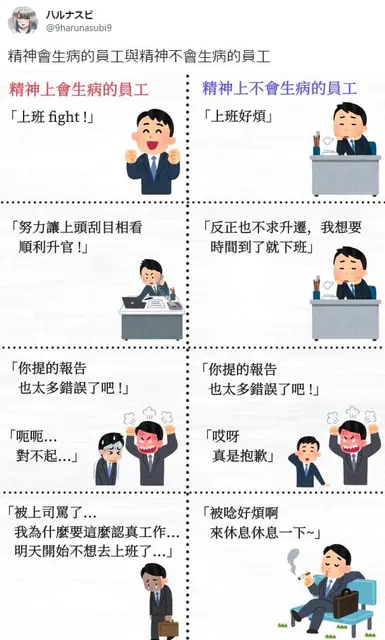 ハルナスビ
@9harunasubi9
精神會生病的員工與精神不會生病的員工
精神上會生病的員工
精神上不會生病的員工
「上班 fight !」
「上班好煩」
「努力讓上頭刮目相看
順利升官 !」
「反正也不求升遷，我想要
時間到了就下班」
「你提的報告
也太多錯誤了吧 !」
「呃呃…
對不起…」
「你提的報告
也太多錯誤了吧 !」
「哎呀
真是抱歉」
「被上司罵了…
我為什麼要這麼認真工作…
明天開始不想去上班了…」
「被唸好煩啊
來休息休息一下~」